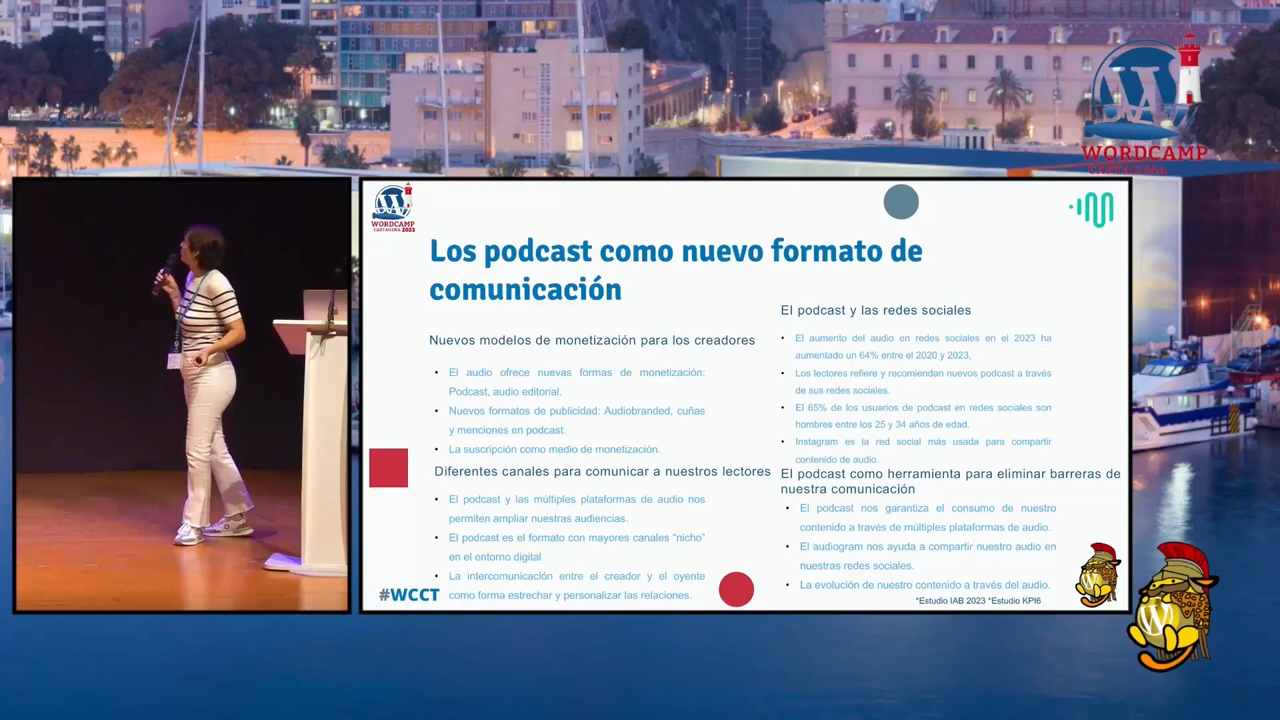 WORDCAMP
CARTAGENA
WORDCAMP
CARTAGENA 2023
Los podcast como nuevo formato de
comunicación
Nuevos modelos de monetización para los creadores
El audio ofrece nuevas formas de monetización:
Podcast, audio editorial.
Nuevos formatos de publicidad: Audiobranded, cuñas
y menciones en podcast.
La suscripción como medio de monetización.
Diferentes canales para comunicar a nuestros lectores
El podcast y las múltiples plataformas de audio nos
permiten ampliar nuestras audiencias.
El podcast es el formato con mayores canales “nicho”
en el entorno digital
La intercomunicación entre el creador y el oyente
como forma estrechar y personalizar las relaciones.
El podcast y las redes sociales
El aumento del audio en redes sociales en el 2023 ha
aumentado un 64% entre el 2020 y 2023,
Los lectores refiere y recomiendan nuevos podcast a través
de sus redes sociales.
El 65% de los usuarios de podcast en redes sociales son
hombres entre los 25 y 34 años de edad.
Instagram es la red social más usada para compartir
contenido de audio.
El podcast como herramienta para eliminar barreras de
nuestra comunicación
El podcast nos garantiza el consumo de nuestro
contenido a través de múltiples plataformas de audio.
El audiogram nos ayuda a compartir nuestro audio en
nuestras redes sociales.
La evolución de nuestro contenido a través del audio.
#WCCT
*Estudio IAB 2023 *Estudio KPI6